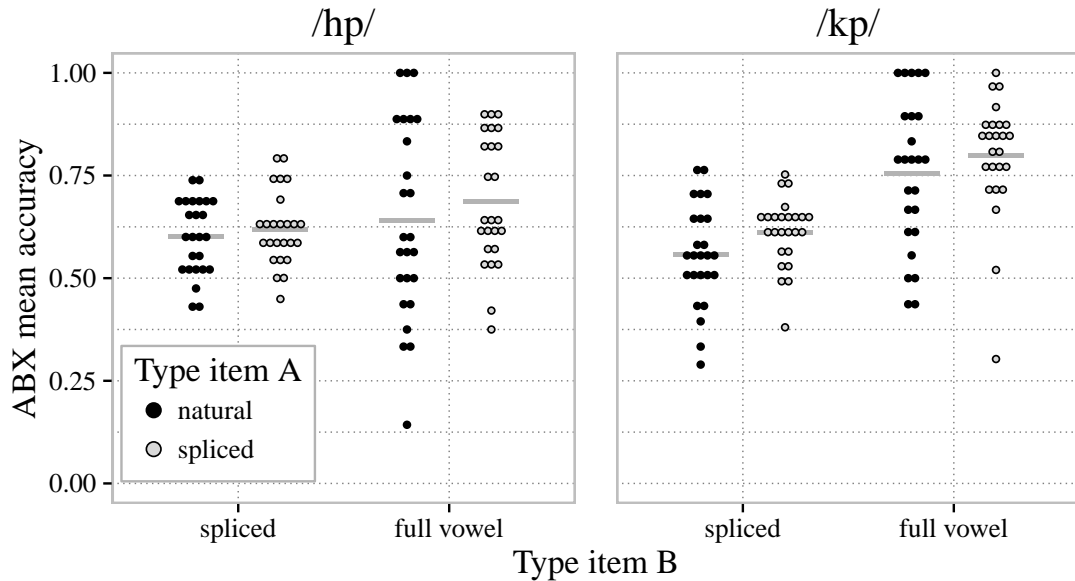 /hp/
/kp/
ABX mean accuracy
1.00
0.75
0.50
0.25
0.00
Type item A
natural
spliced
spliced
full vowel
spliced
full vowel
Type item B